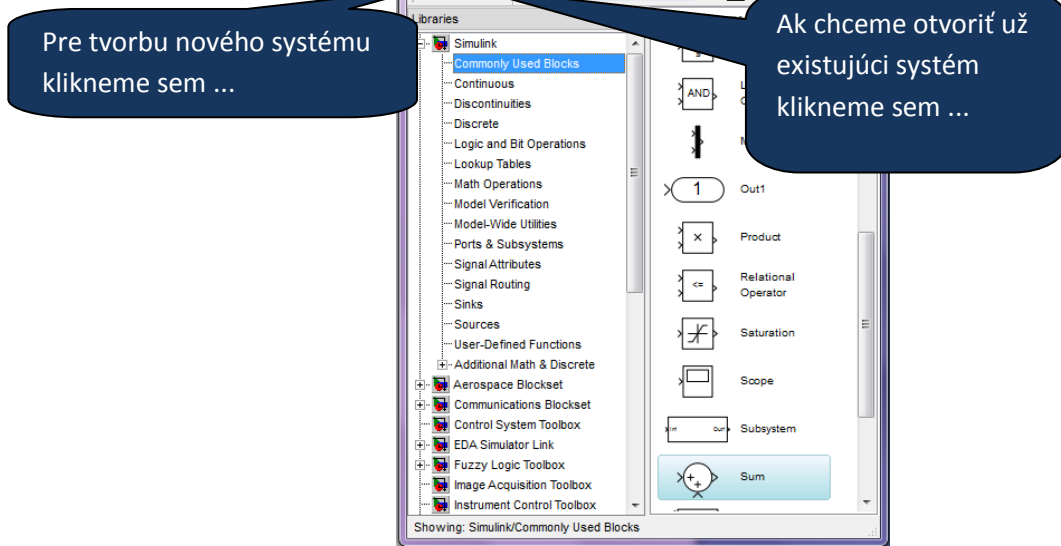 Pre tvorbu nového systému
klikneme sem ...
Ak chceme otvoriť už
existujúci systém
klikneme sem ...
Libraries
Simulink
Commonly Used Blocks
Continuous
Discontinuities
Discrete
Logic and Bit Operations
Lookup Tables
Math Operations
Model Verification
Model-Wide Utilities
Ports & Subsystems
Signal Attributes
Signal Routing
Sinks
Sources
User-Defined Functions
Additional Math & Discrete
Aerospace Blockset
Communications Blockset
Control System Toolbox
EDA Simulator Link
Fuzzy Logic Toolbox
Image Acquisition Toolbox
Instrument Control Toolbox
AND
1
Out1
×
Product
<=
Relational
Operator
Saturation
Scope
Subsystem
+
+
Sum
Showing: Simulink/Commonly Used Blocks